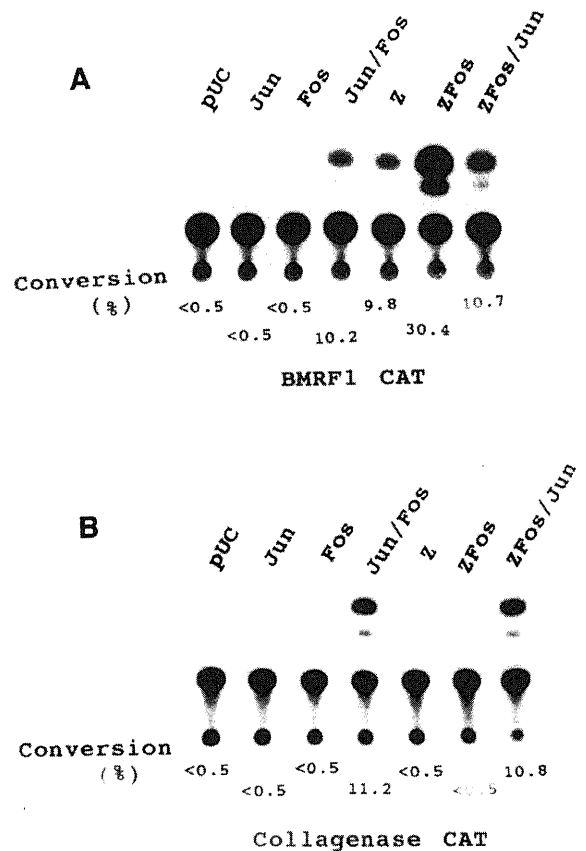 A
pUC Jun Fos Jun/Fos Z ZFos ZFos/Jun
Conversion
(%) <0.5 <0.5 <0.5 10.2 9.8 30.4 10.7
BMRF1 CAT
B
pUC Jun Fos Jun/Fos Z ZFos ZFos/Jun
Conversion
(%) <0.5 <0.5 <0.5 11.2 <0.5 <0.5 10.8
Collagenase CAT